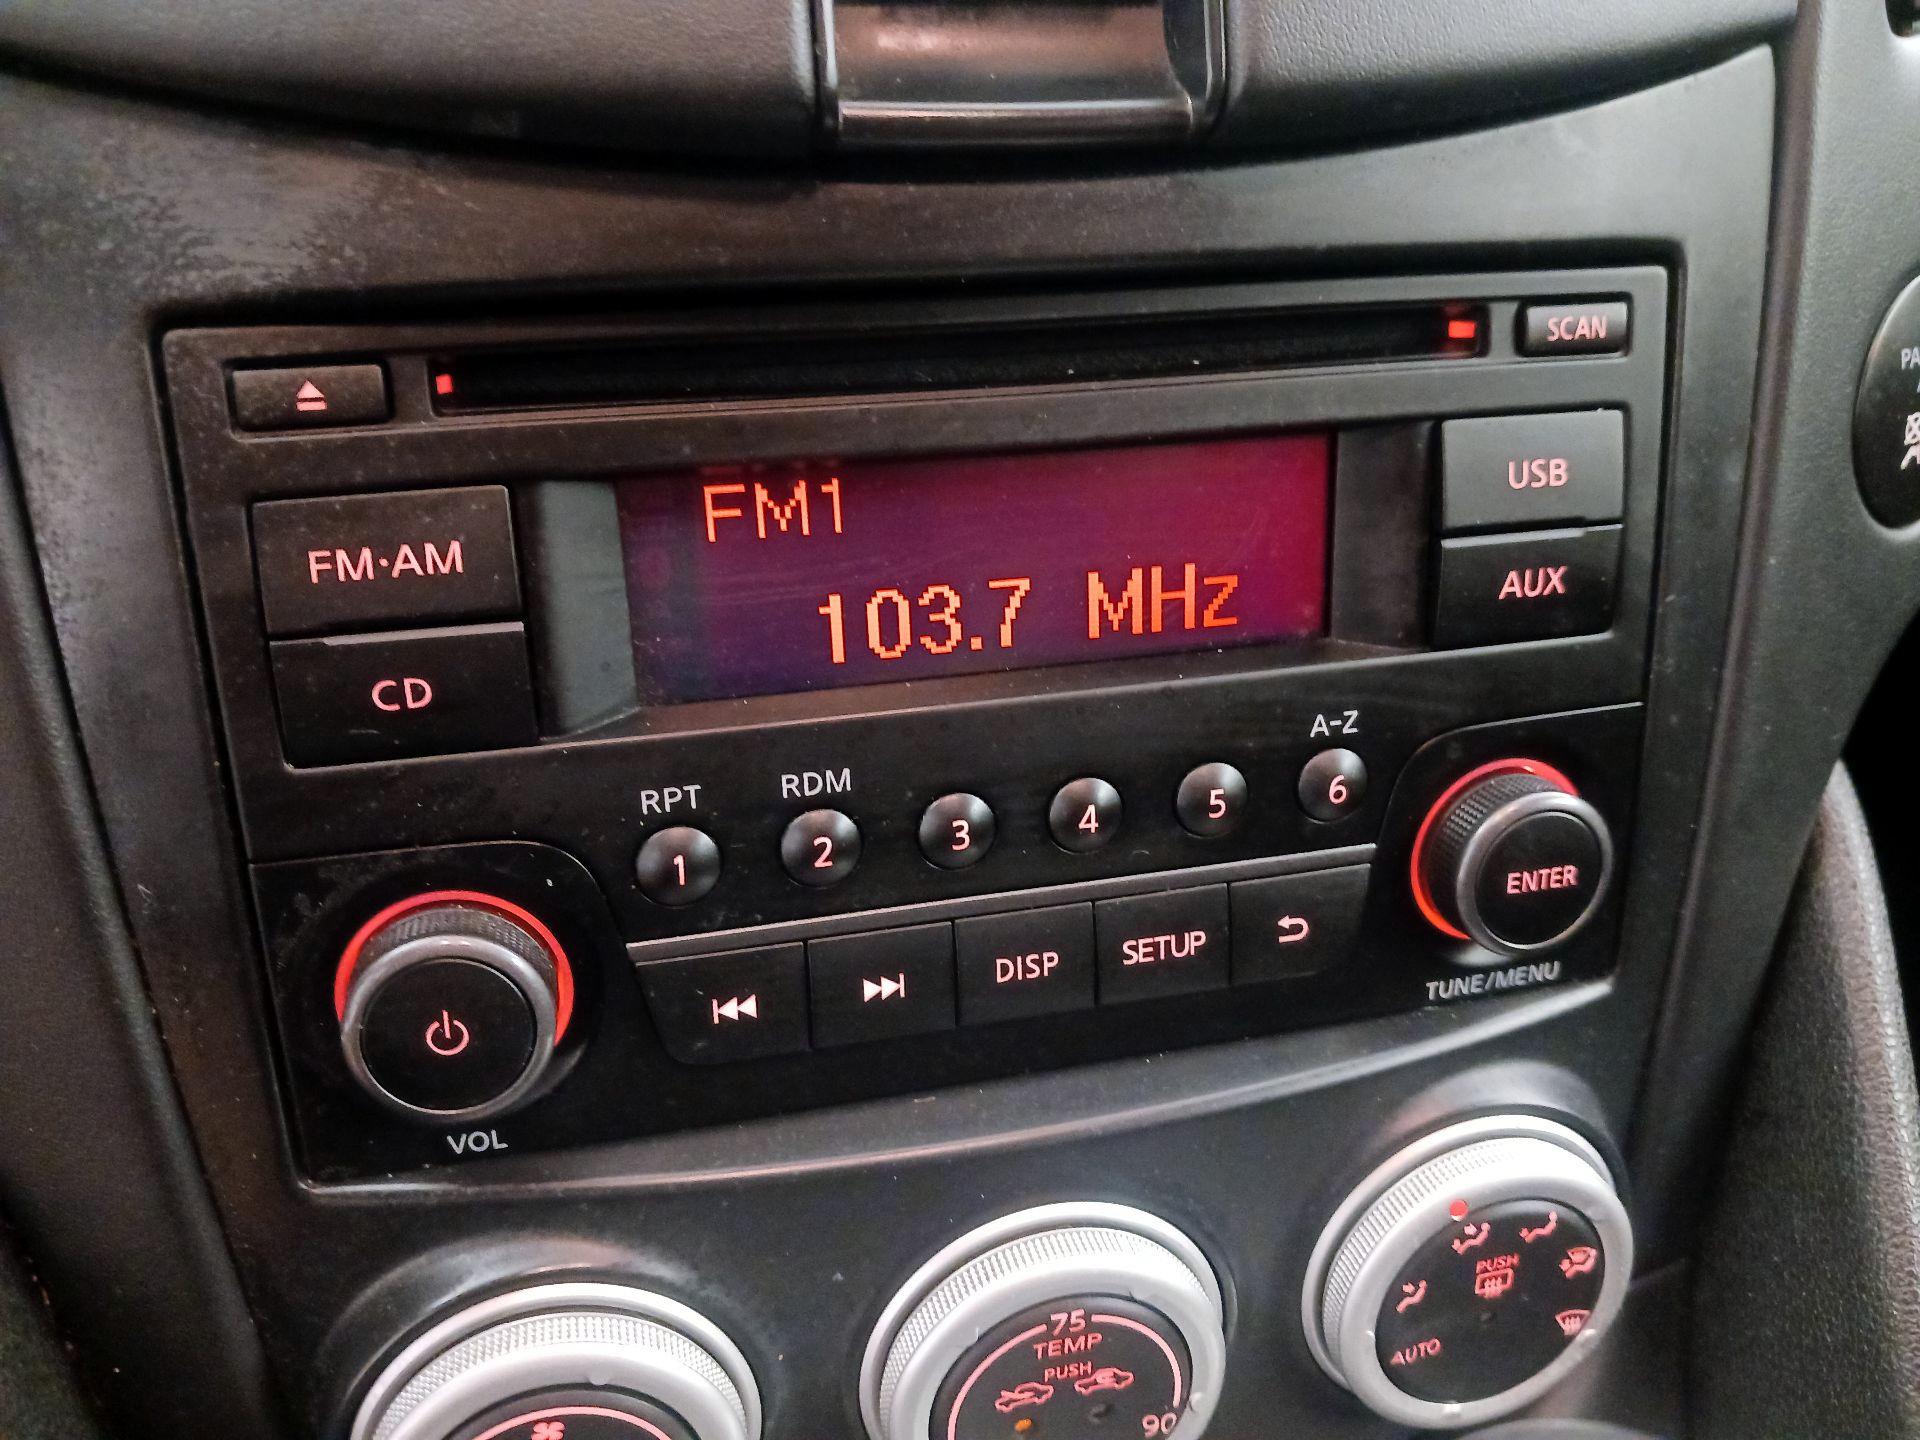 SCAN
FM1
USB
FM·AM
103.7 MHz
AUX
CD
A-Z
RPT
RDM
1
2
3
4
5
6
ENTER
DISP
SETUP
TUNE/MENU
VOL
PUSH
AUTO
75
TEMP
PUSH
90